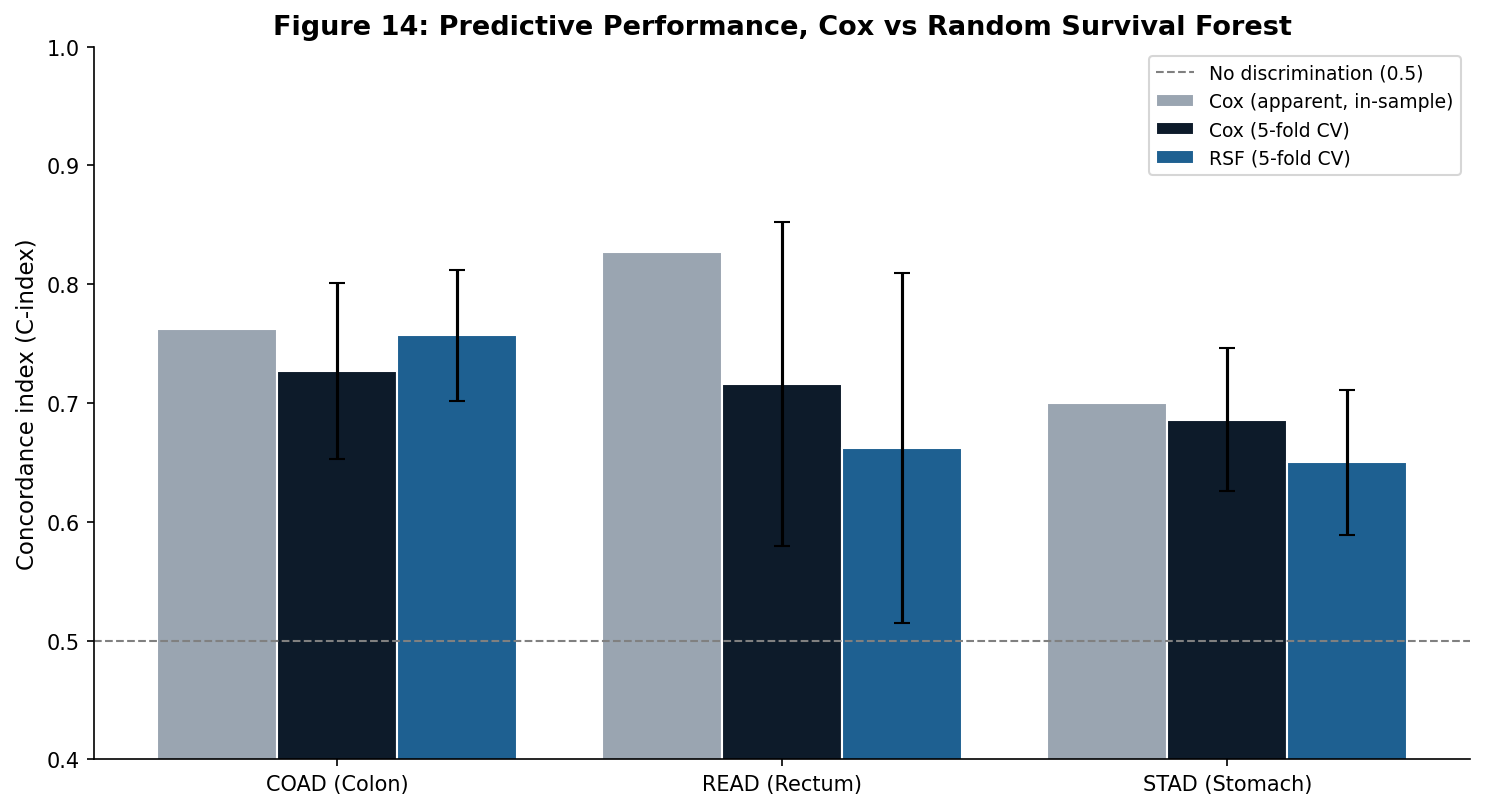 Figure 14: Predictive Performance, Cox vs Random Survival Forest
No discrimination (0.5)
Cox (apparent, in-sample)
Cox (5-fold CV)
RSF (5-fold CV)
Concordance index (C-index)
1.0
0.9
0.8
0.7
0.6
0.5
0.4
COAD (Colon)
READ (Rectum)
STAD (Stomach)